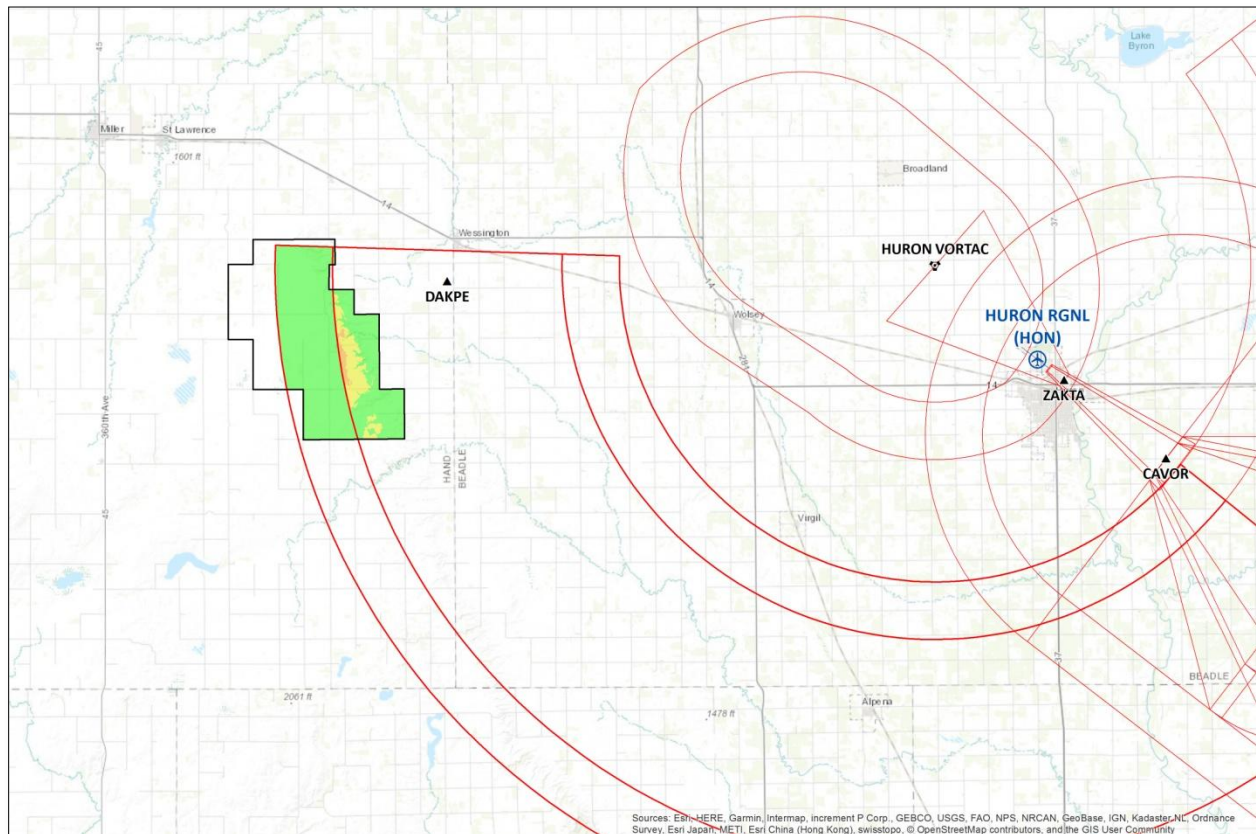 Lake
Byron
45
Miller
St Lawrence
1601 ft
14
Broadland
37
Wessington
HURON VORTAC
DAKPE
Wolsey
HURON RGNL
(HON)
281
14
ZAKTA
360th Ave
HAND
BEADLE
CAVOR
45
Virgil
37
BEADLE
2061 ft
Alpena
1478 ft
Sources: Esri, HERE, Garmin, Intermap, increment P Corp., GEBCO, USGS, FAO, NPS, NRCAN, GeoBase, IGN, Kadaster NL, Ordnance
Survey, Esri Japan, METI, Esri China (Hong Kong), swisstopo, © OpenStreetMap contributors, and the GIS User Community